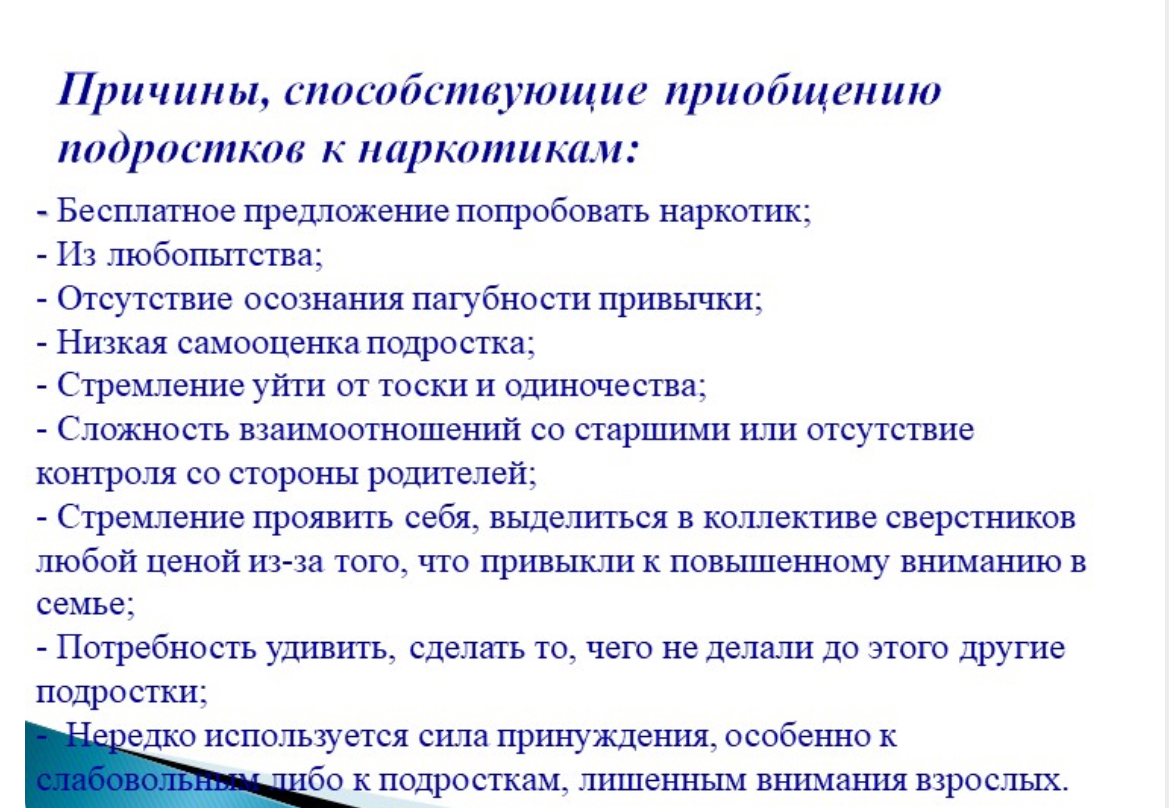 Причины, способствующие приобщению
подростков к наркотикам:
- Бесплатное предложение попробовать наркотик;
- Из любопытства;
- Отсутствие осознания пагубности привычки;
- Низкая самооценка подростка;
- Стремление уйти от тоски и одиночества;
- Сложность взаимоотношений со старшими или отсутствие
контроля со стороны родителей;
- Стремление проявить себя, выделиться в коллективе сверстников
любой ценой из-за того, что привыкли к повышенному вниманию в
семье;
- Потребность удивить, сделать то, чего не делали до этого другие
подростки;
- Нередко используется сила принуждения, особенно к
слабовольным либо к подросткам, лишенным внимания взрослых.